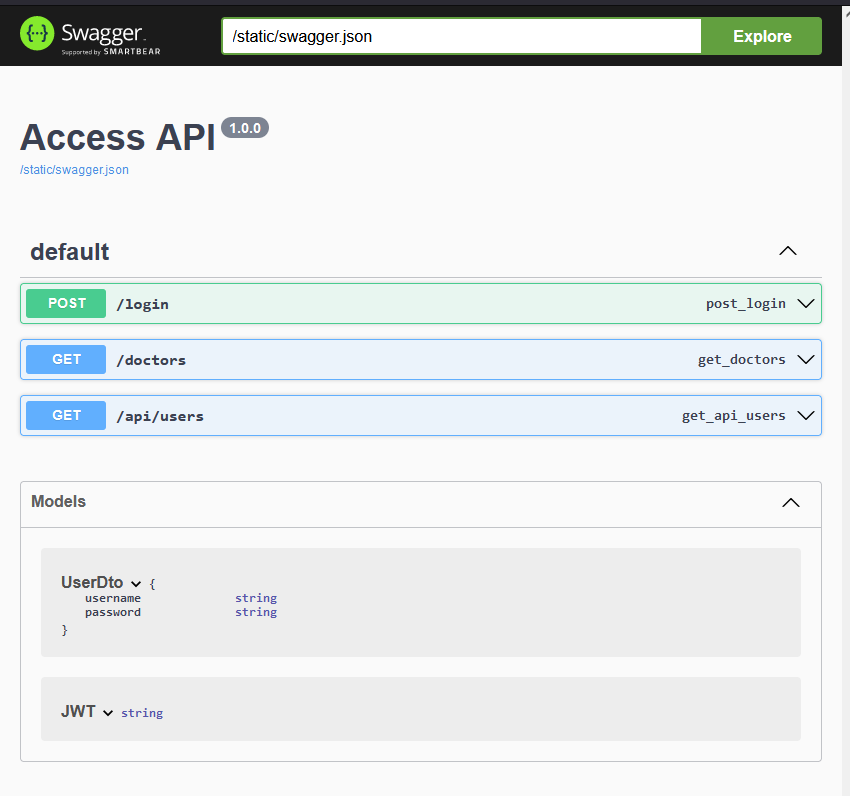 Swagger.
Supported by SMARTBEAR
/static/swagger.json
Explore
Access API 1.0.0
/static/swagger.json
default
POST /login post_login
GET /doctors get_doctors
GET /api/users get_api_users
Models
UserDto {
username string
password string
}
JWT string